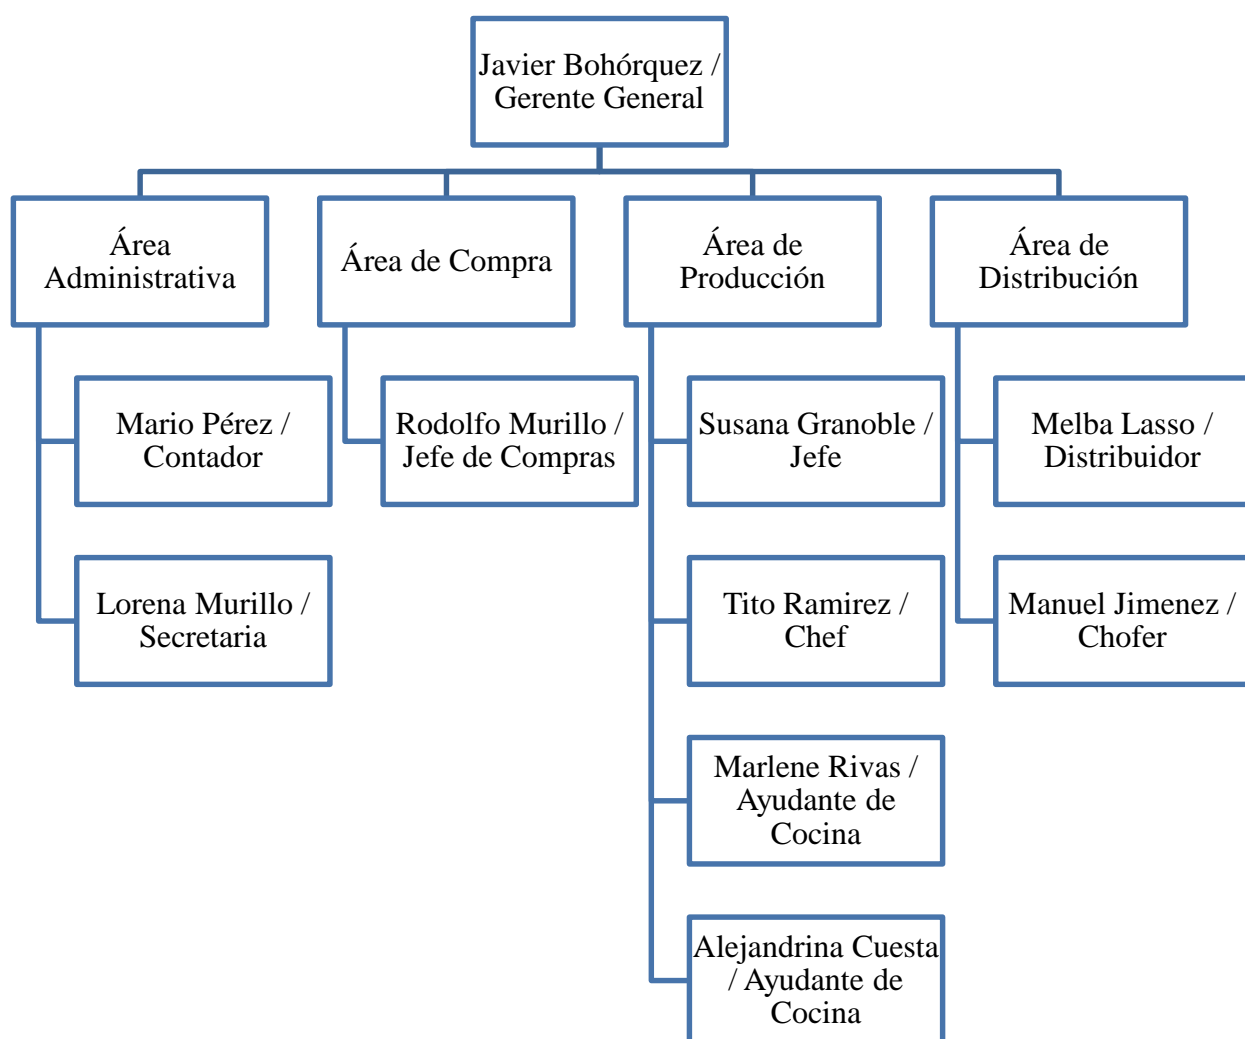 Javier Bohórquez /
Gerente General
Área
Administrativa
Área de Compra
Área de
Producción
Área de
Distribución
Mario Pérez /
Contador
Rodolfo Murillo /
Jefe de Compras
Susana Granoble /
Jefe
Melba Lasso /
Distribuidor
Lorena Murillo /
Secretaria
Tito Ramirez /
Chef
Manuel Jimenez /
Chofer
Marlene Rivas /
Ayudante de
Cocina
Alejandrina Cuesta
/ Ayudante de
Cocina